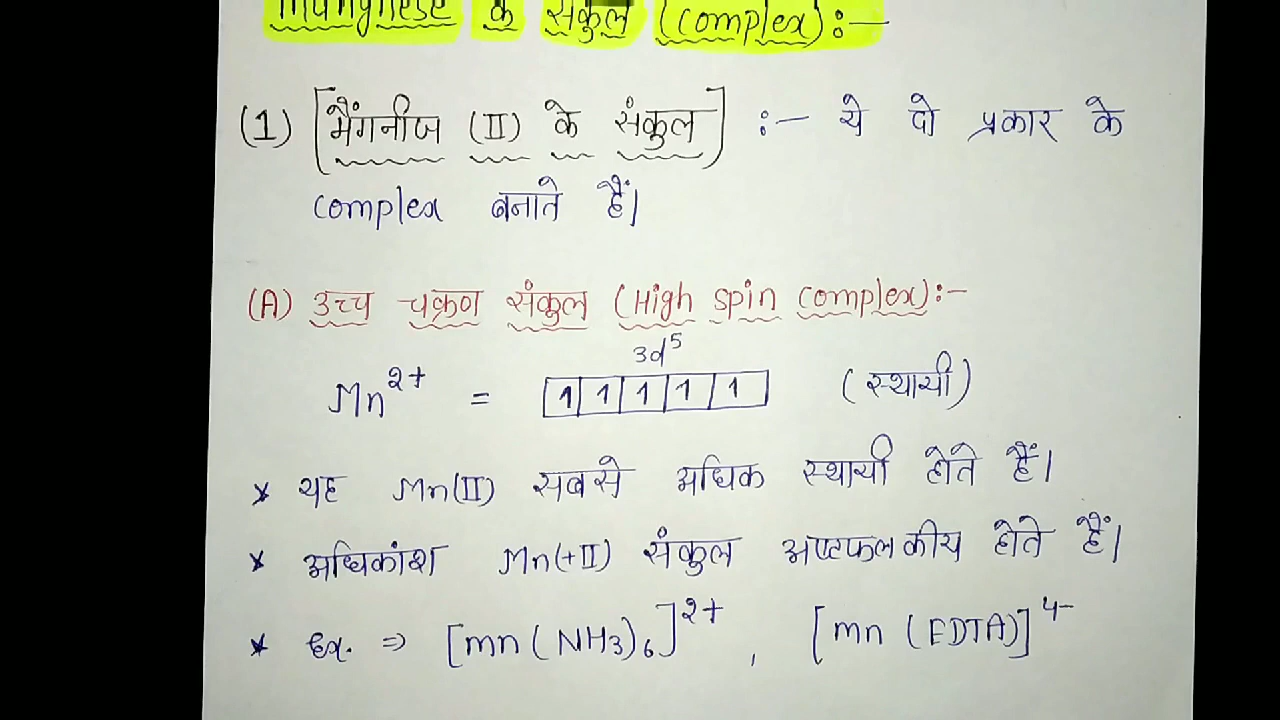 Mangnese के संकुल (complex):-
(1) [मैंगनीज (II) के संकुल] :- ये दो प्रकार के
complex बनाते हैं।
(A) उच्च चक्रण संकुल (High spin complex):-
3d⁵
Mn²⁺ = 1 1 1 1 1 (स्थायी)
* यह Mn(II) सबसे अधिक स्थायी होते हैं।
* अधिकांश Mn(+II) संकुल अष्टफलकीय होते हैं।
* Ex. ⇒ [mn(NH3)₆]²⁺, [mn (EDTA)]⁴⁻